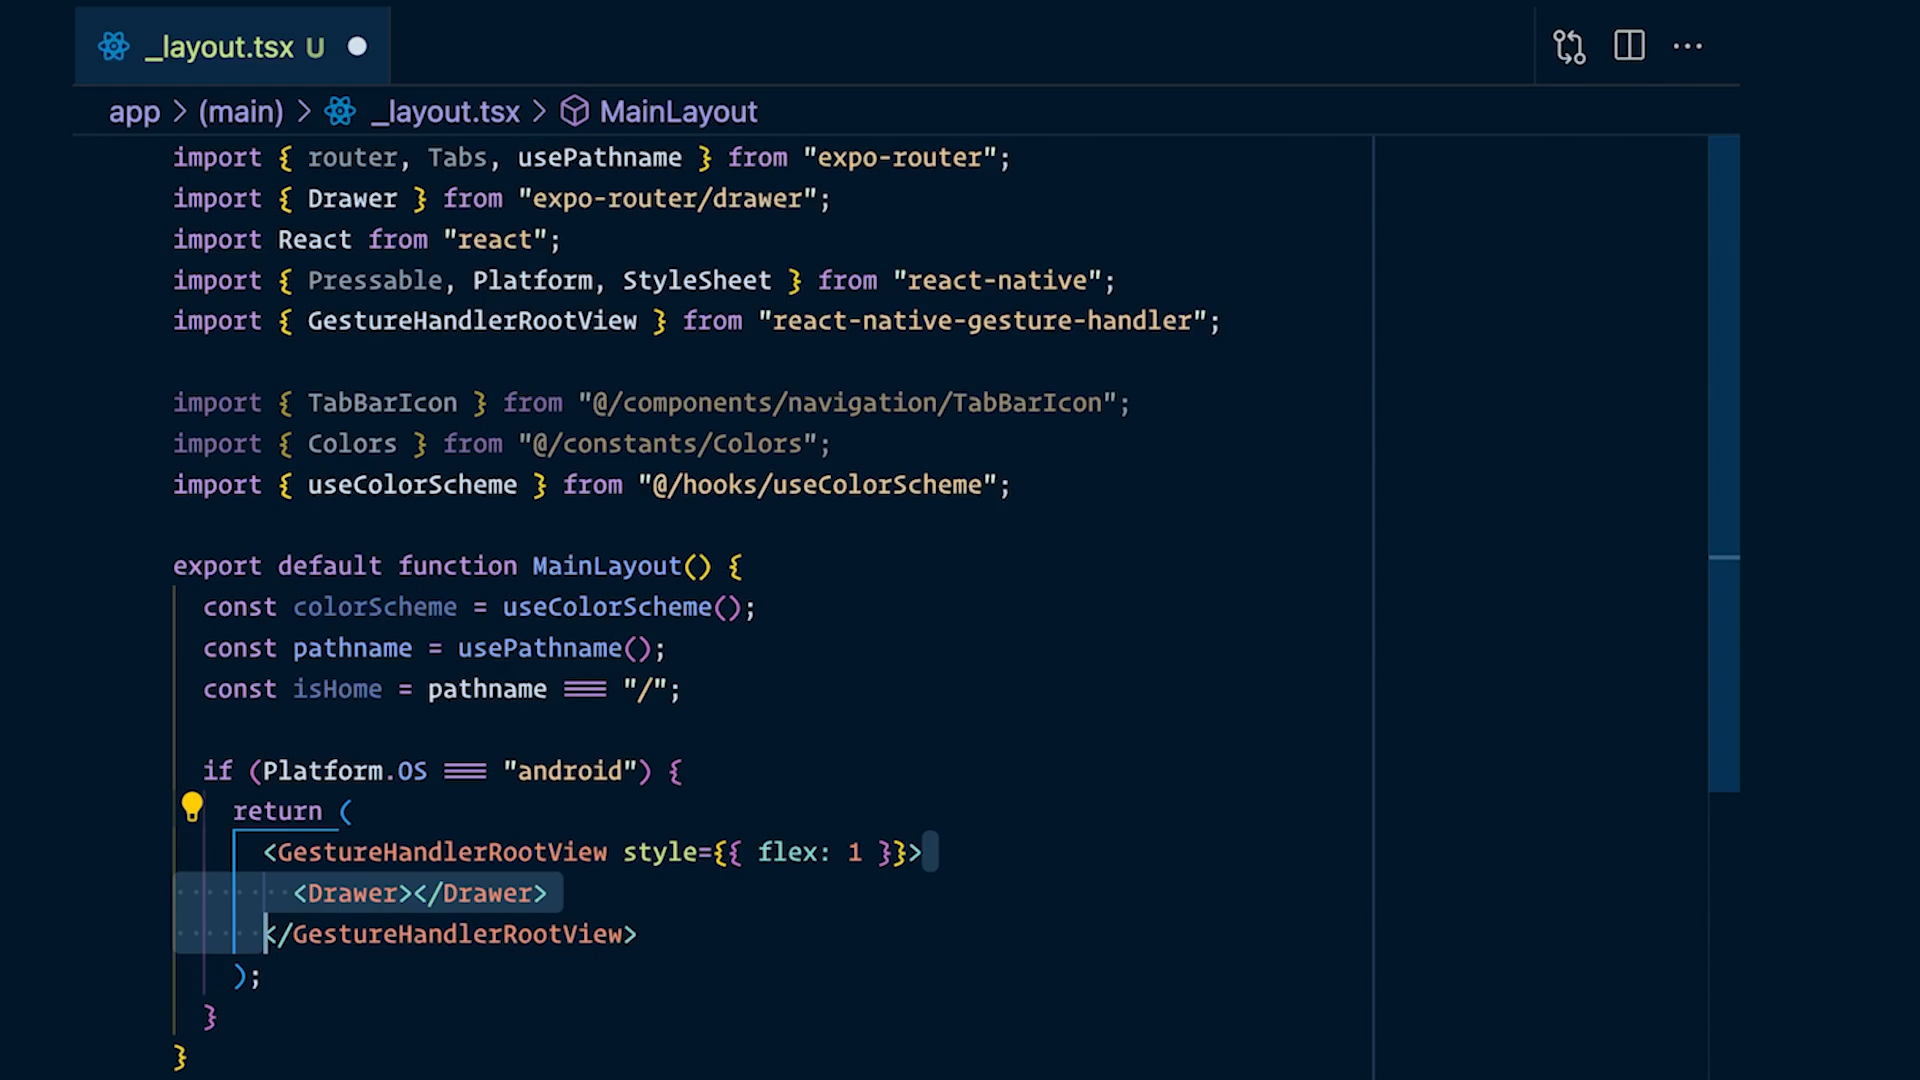 _layout.tsx U
app > (main) > _layout.tsx > MainLayout
import { router, Tabs, usePathname } from "expo-router";
import { Drawer } from "expo-router/drawer";
import React from "react";
import { Pressable, Platform, StyleSheet } from "react-native";
import { GestureHandlerRootView } from "react-native-gesture-handler";
import { TabBarIcon } from "@/components/navigation/TabBarIcon";
import { Colors } from "@/constants/Colors";
import { useColorScheme } from "@/hooks/useColorScheme";
export default function MainLayout() {
const colorScheme = useColorScheme();
const pathname = usePathname();
const isHome = pathname === "/";
if (Platform.OS === "android") {
return (
<GestureHandlerRootView style={{ flex: 1 }}>
<Drawer></Drawer>
</GestureHandlerRootView>
);
}
}